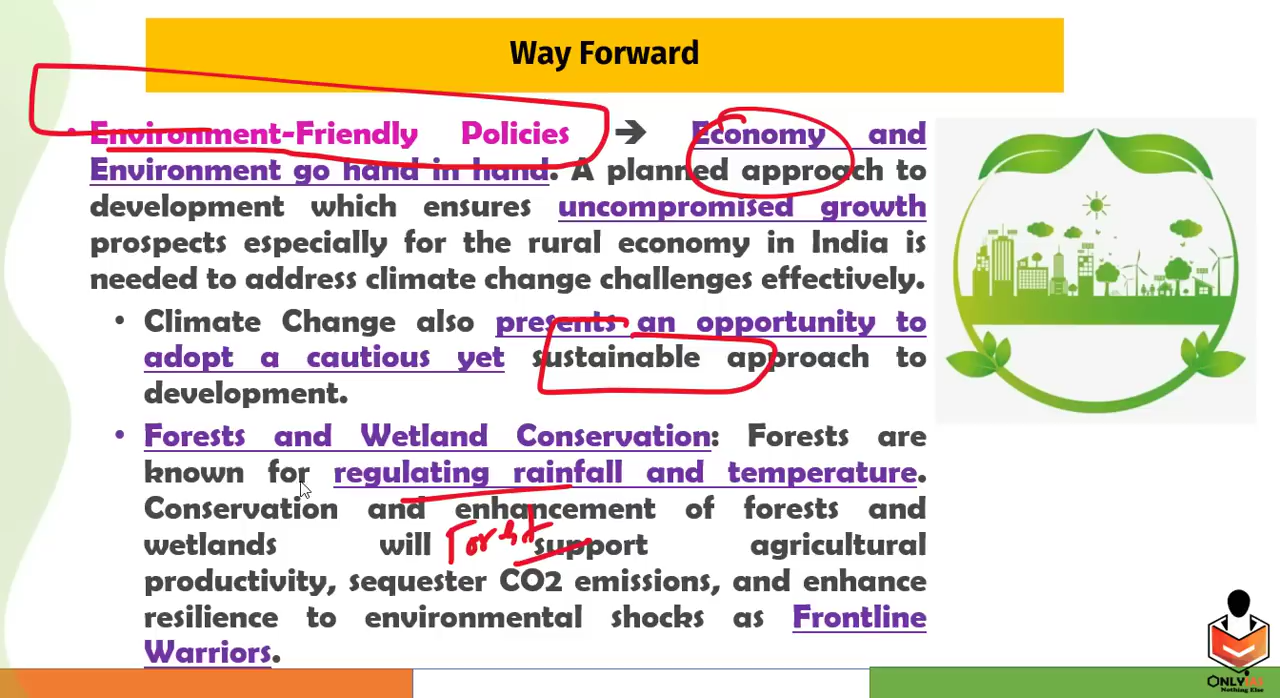 Way Forward
• Environment-Friendly Policies ➔ Economy and
Environment go hand in hand. A planned approach to
development which ensures uncompromised growth
prospects especially for the rural economy in India is
needed to address climate change challenges effectively.
• Climate Change also presents an opportunity to
adopt a cautious yet sustainable approach to
development.
• Forests and Wetland Conservation: Forests are
known for regulating rainfall and temperature.
Conservation and enhancement of forests and
wetlands will support agricultural
Forest
productivity, sequester CO2 emissions, and enhance
resilience to environmental shocks as Frontline
Warriors.
ONLYIAS
Nothing Else